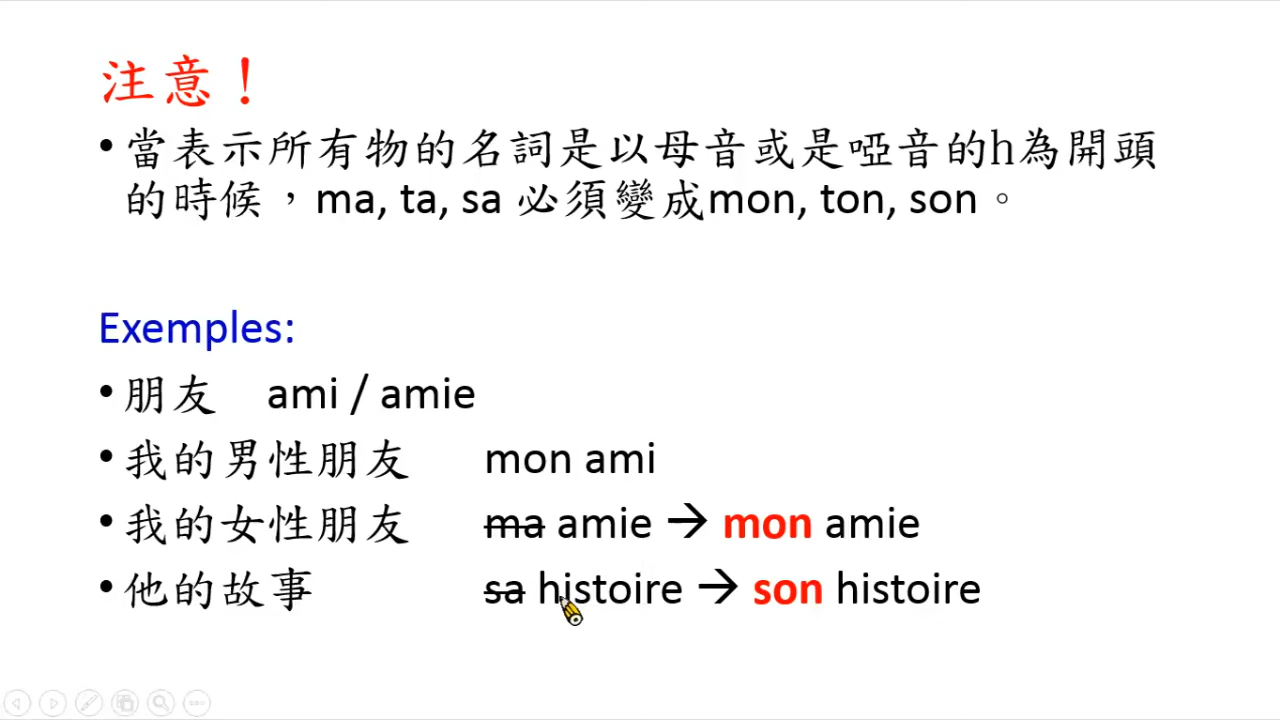 注意！
•當表示所有物的名詞是以母音或是啞音的h為開頭
的時候，ma, ta, sa 必須變成mon, ton, son。
Exemples:
•朋友 ami / amie
•我的男性朋友 mon ami
•我的女性朋友 ma amie → mon amie
•他的故事 sa histoire → son histoire